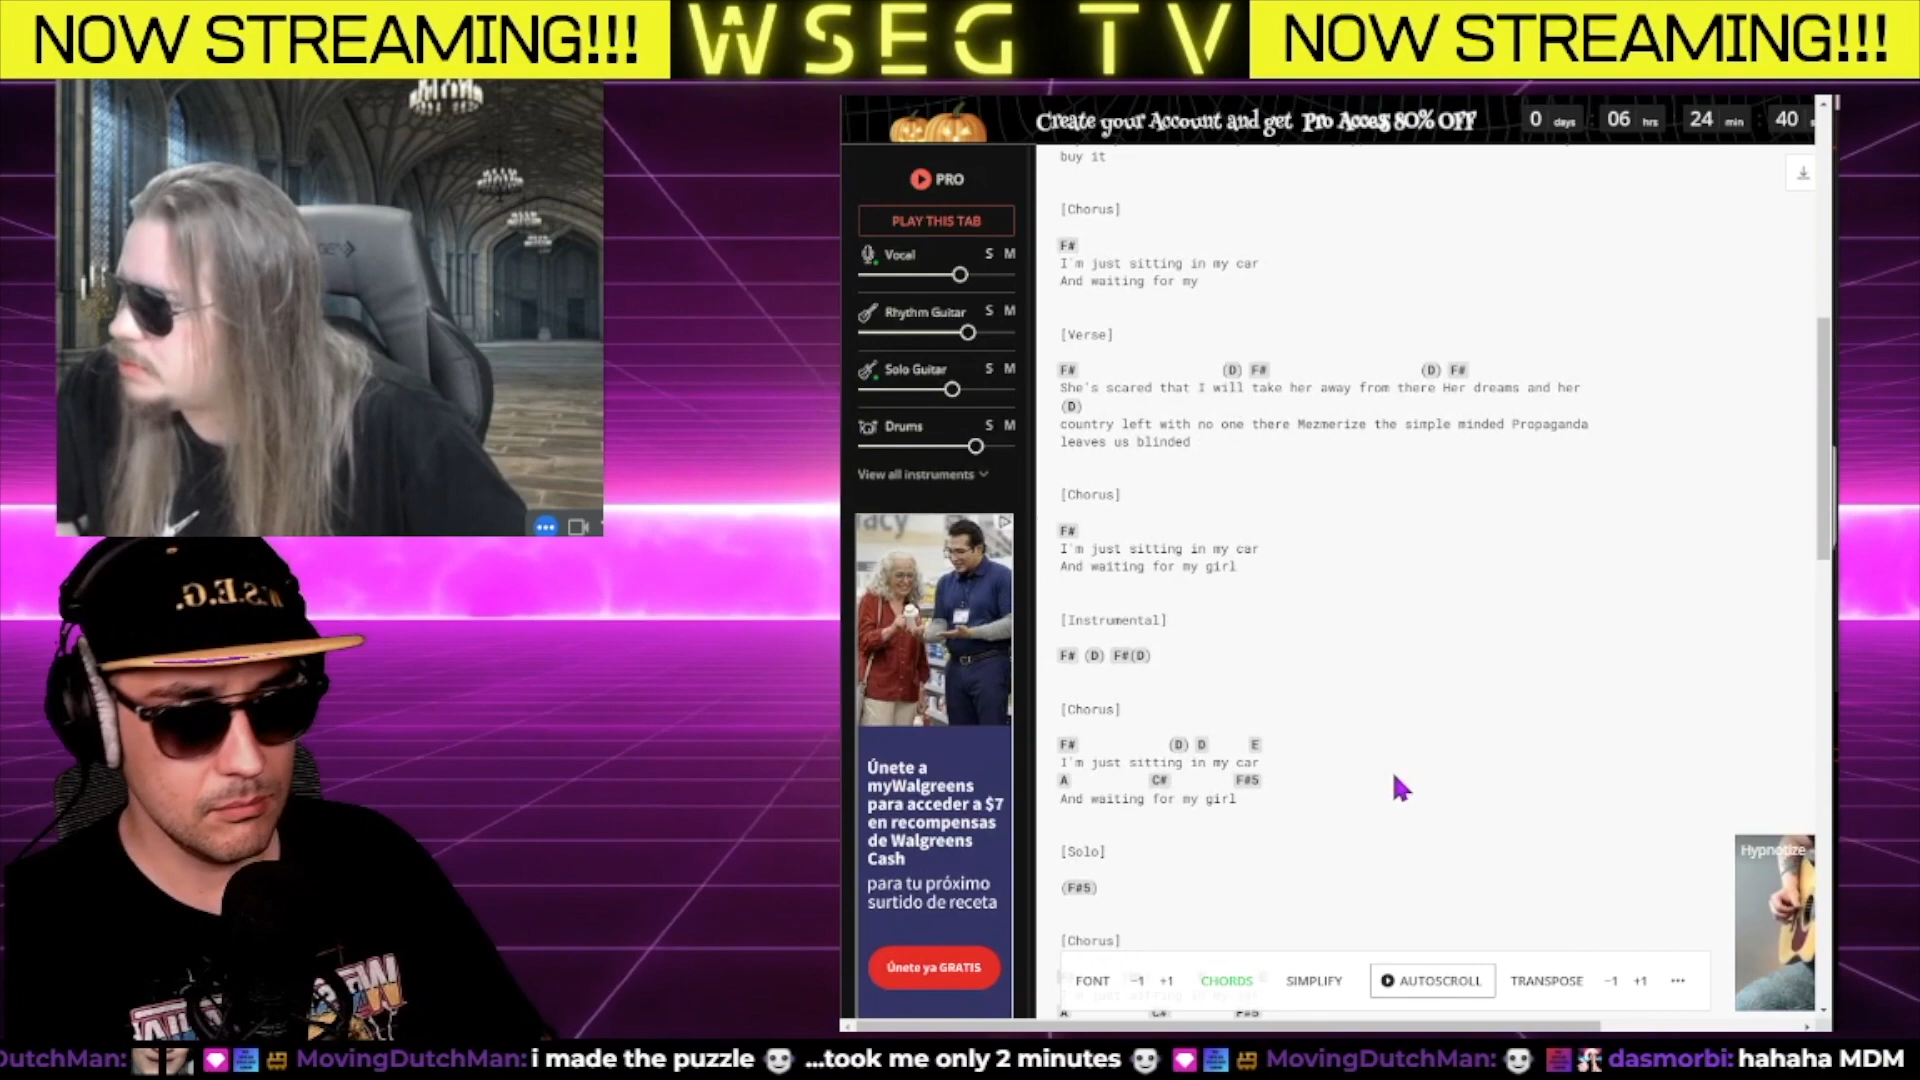 NOW STREAMING!!!
WSEG TV
NOW STREAMING!!!
Create your Account and get Pro Access 80% OFF
0 days 06 hrs 24 min 40 s
PRO
PLAY THIS TAB
Vocal S M
Rhythm Guitar S M
Solo Guitar S M
Drums S M
View all instruments
acy
Únete a
myWalgreens
para acceder a $7
en recompensas
de Walgreens
Cash
para tu próximo
surtido de receta
Únete ya GRATIS
buy it
[Chorus]
F#
I'm just sitting in my car
And waiting for my
[Verse]
F# (D) F# (D) F#
She's scared that I will take her away from there Her dreams and her
(D)
country left with no one there Mezmerize the simple minded Propaganda
leaves us blinded
[Chorus]
F#
I'm just sitting in my car
And waiting for my girl
[Instrumental]
F# (D) F#(D)
[Chorus]
F# (D) D E
I'm just sitting in my car
A C# F#5
And waiting for my girl
[Solo]
(F#5)
[Chorus]
A C# F#5
Hypnotize
FONT −1 +1 CHORDS SIMPLIFY AUTOSCROLL TRANSPOSE −1 +1 ···
W.S.E.G.
DutchMan: MovingDutchMan: i made the puzzle ...took me only 2 minutes MovingDutchMan: dasmorbi: hahaha MDM